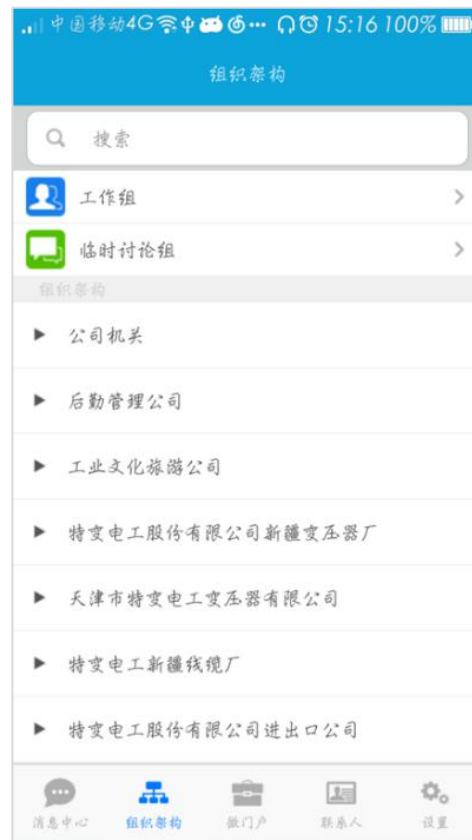 中国移动4G 15:16 100%
组织架构
搜索
工作组
临时讨论组
组织架构
公司机关
后勤管理公司
工业文化旅游公司
特变电工股份有限公司新疆变压器厂
天津市特变电工变压器有限公司
特变电工新疆线缆厂
特变电工股份有限公司进出口公司
消息中心 组织架构 微门户 联系人 设置